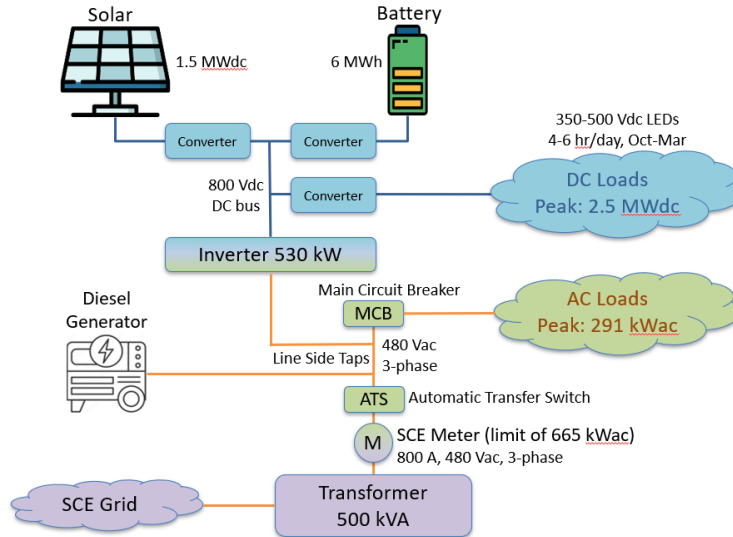 Solar
Battery
1.5 MWdc
6 MWh
350-500 Vdc LEDs
4-6 hr/day, Oct-Mar
Converter
Converter
800 Vdc
DC bus
Converter
DC Loads
Peak: 2.5 MWdc
Inverter 530 kW
Main Circuit Breaker
MCB
AC Loads
Peak: 291 kWac
Diesel
Generator
Line Side Taps
480 Vac
3-phase
ATS
Automatic Transfer Switch
M
SCE Meter (limit of 665 kWac)
800 A, 480 Vac, 3-phase
SCE Grid
Transformer
500 kVA